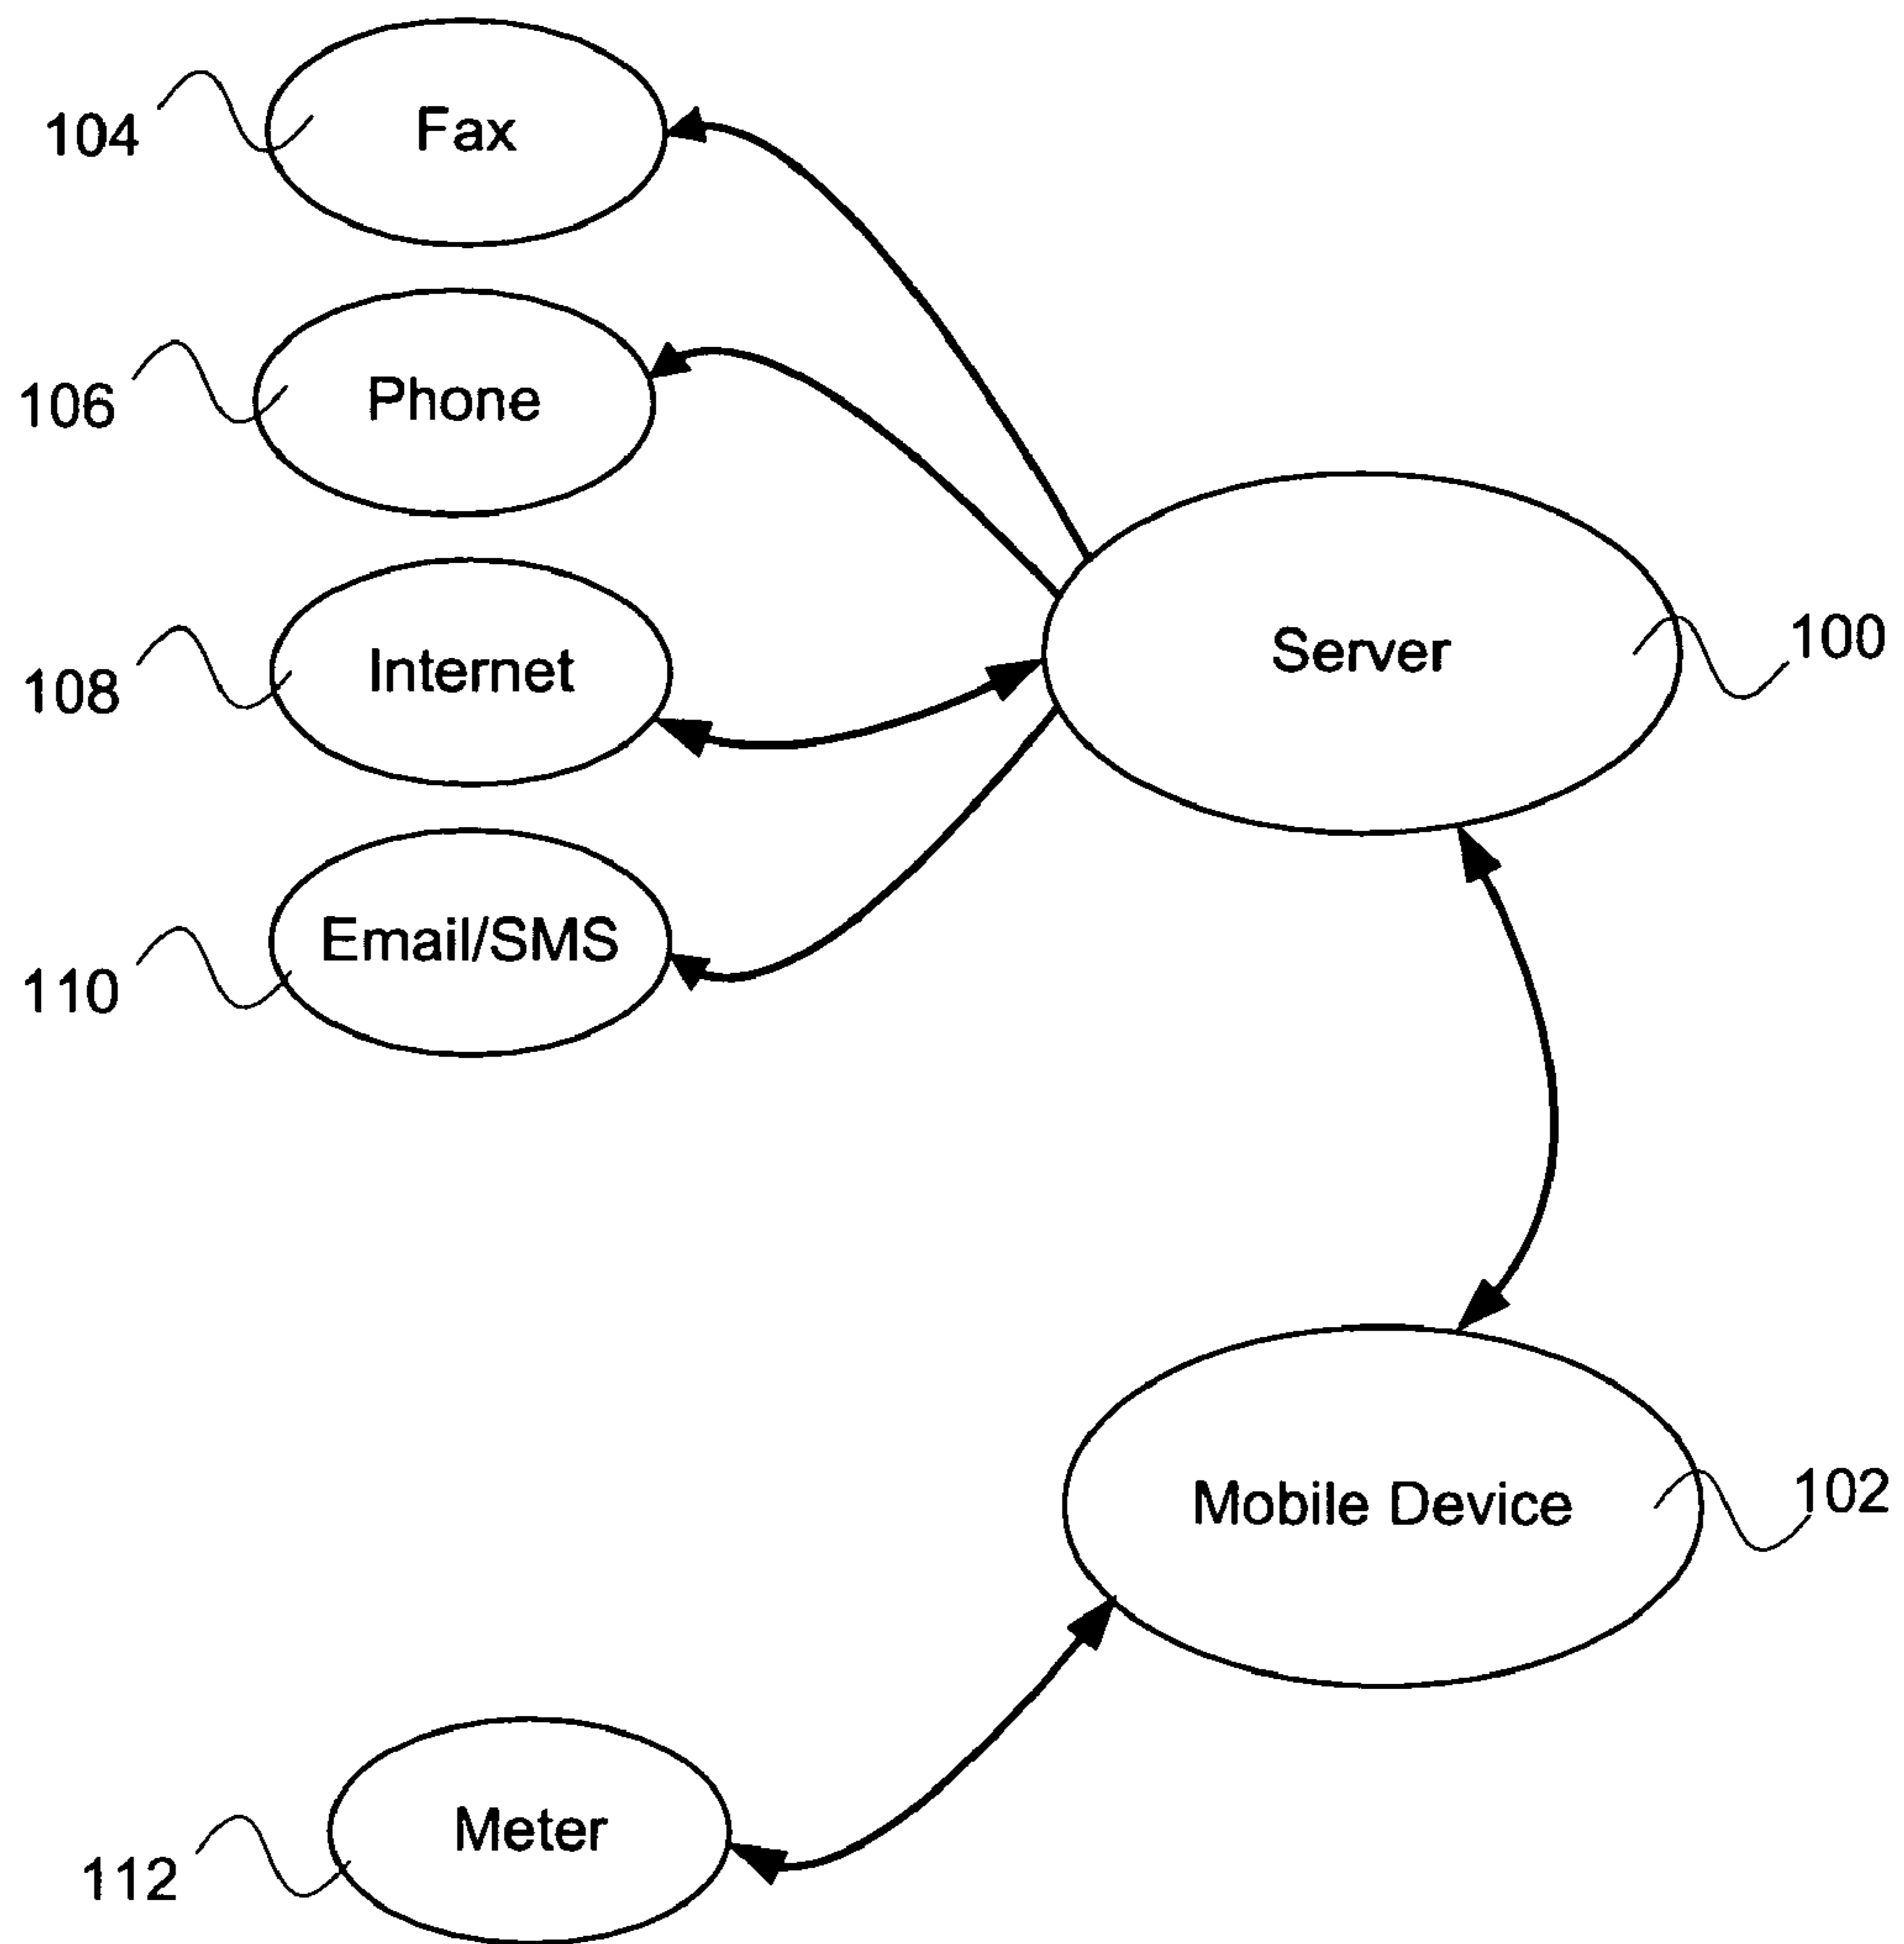 Fax
104
Phone
106
Server
100
Internet
108
Email/SMS
110
Mobile Device
102
Meter
112